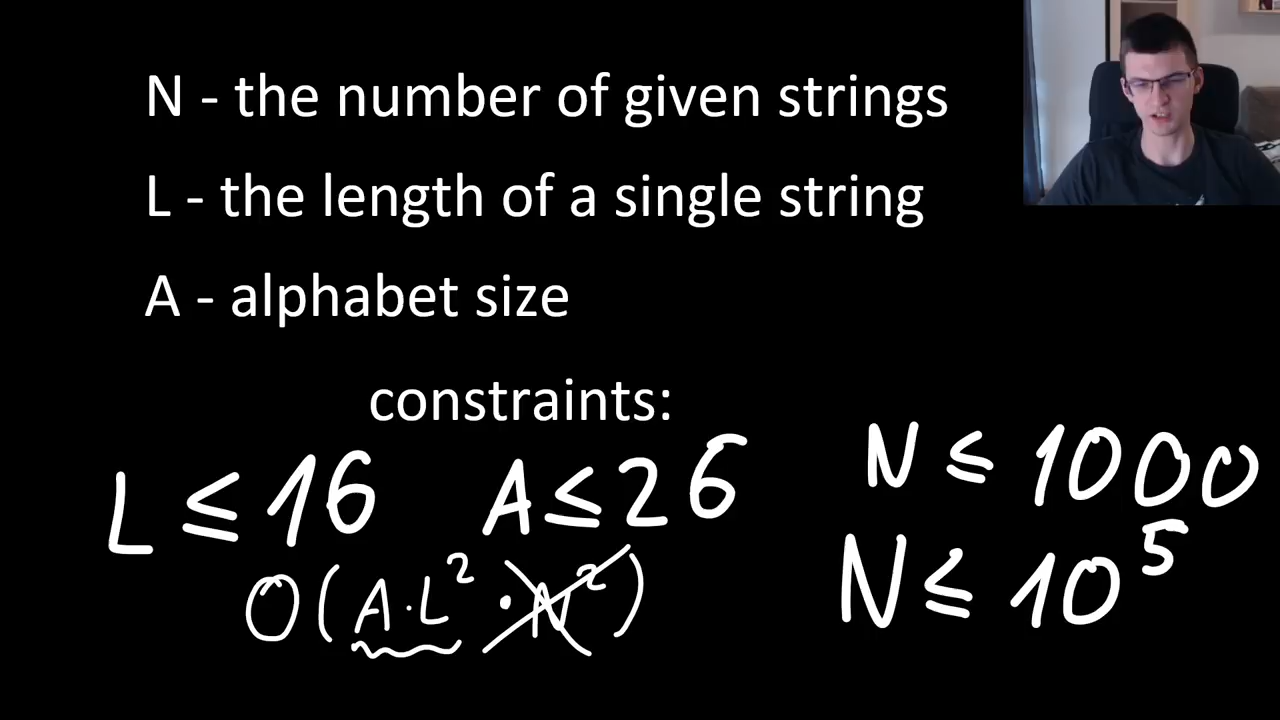 N - the number of given strings
L - the length of a single string
A - alphabet size
constraints:
L ≤ 16 A ≤ 26 N ≤ 1000
O(A·L² ·N²) N ≤ 10⁵